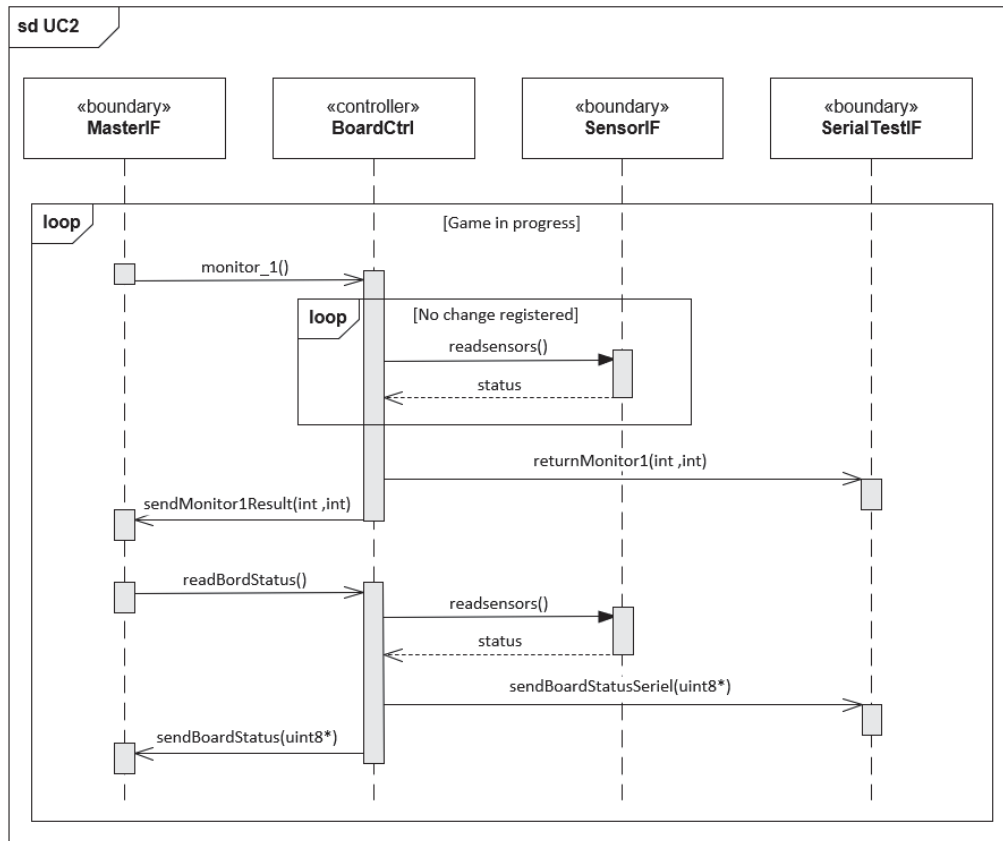 sd UC2
«boundary»
MasterIF
«controller»
BoardCtrl
«boundary»
SensorIF
«boundary»
SerialTestIF
loop
[Game in progress]
monitor_1()
loop
[No change registered]
readsensors()
status
returnMonitor1(int ,int)
sendMonitor1Result(int ,int)
readBordStatus()
readsensors()
status
sendBoardStatusSeriel(uint8*)
sendBoardStatus(uint8*)